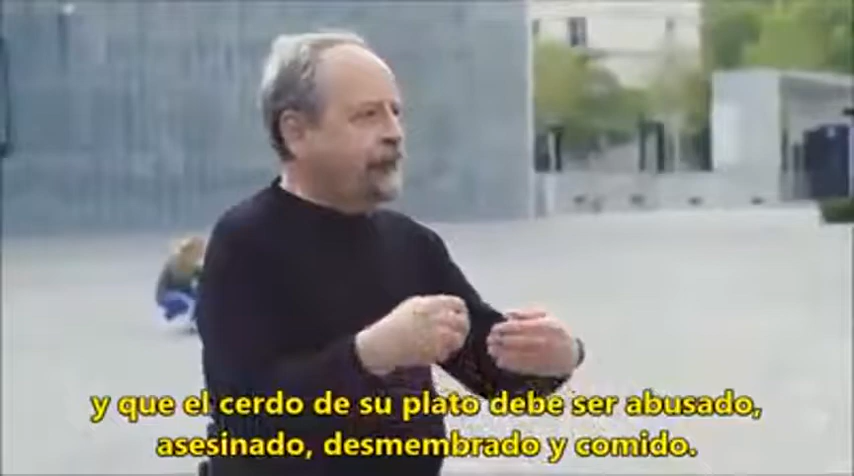 y que el cerdo de su plato debe ser abusado,
asesinado, desmembrado y comido.